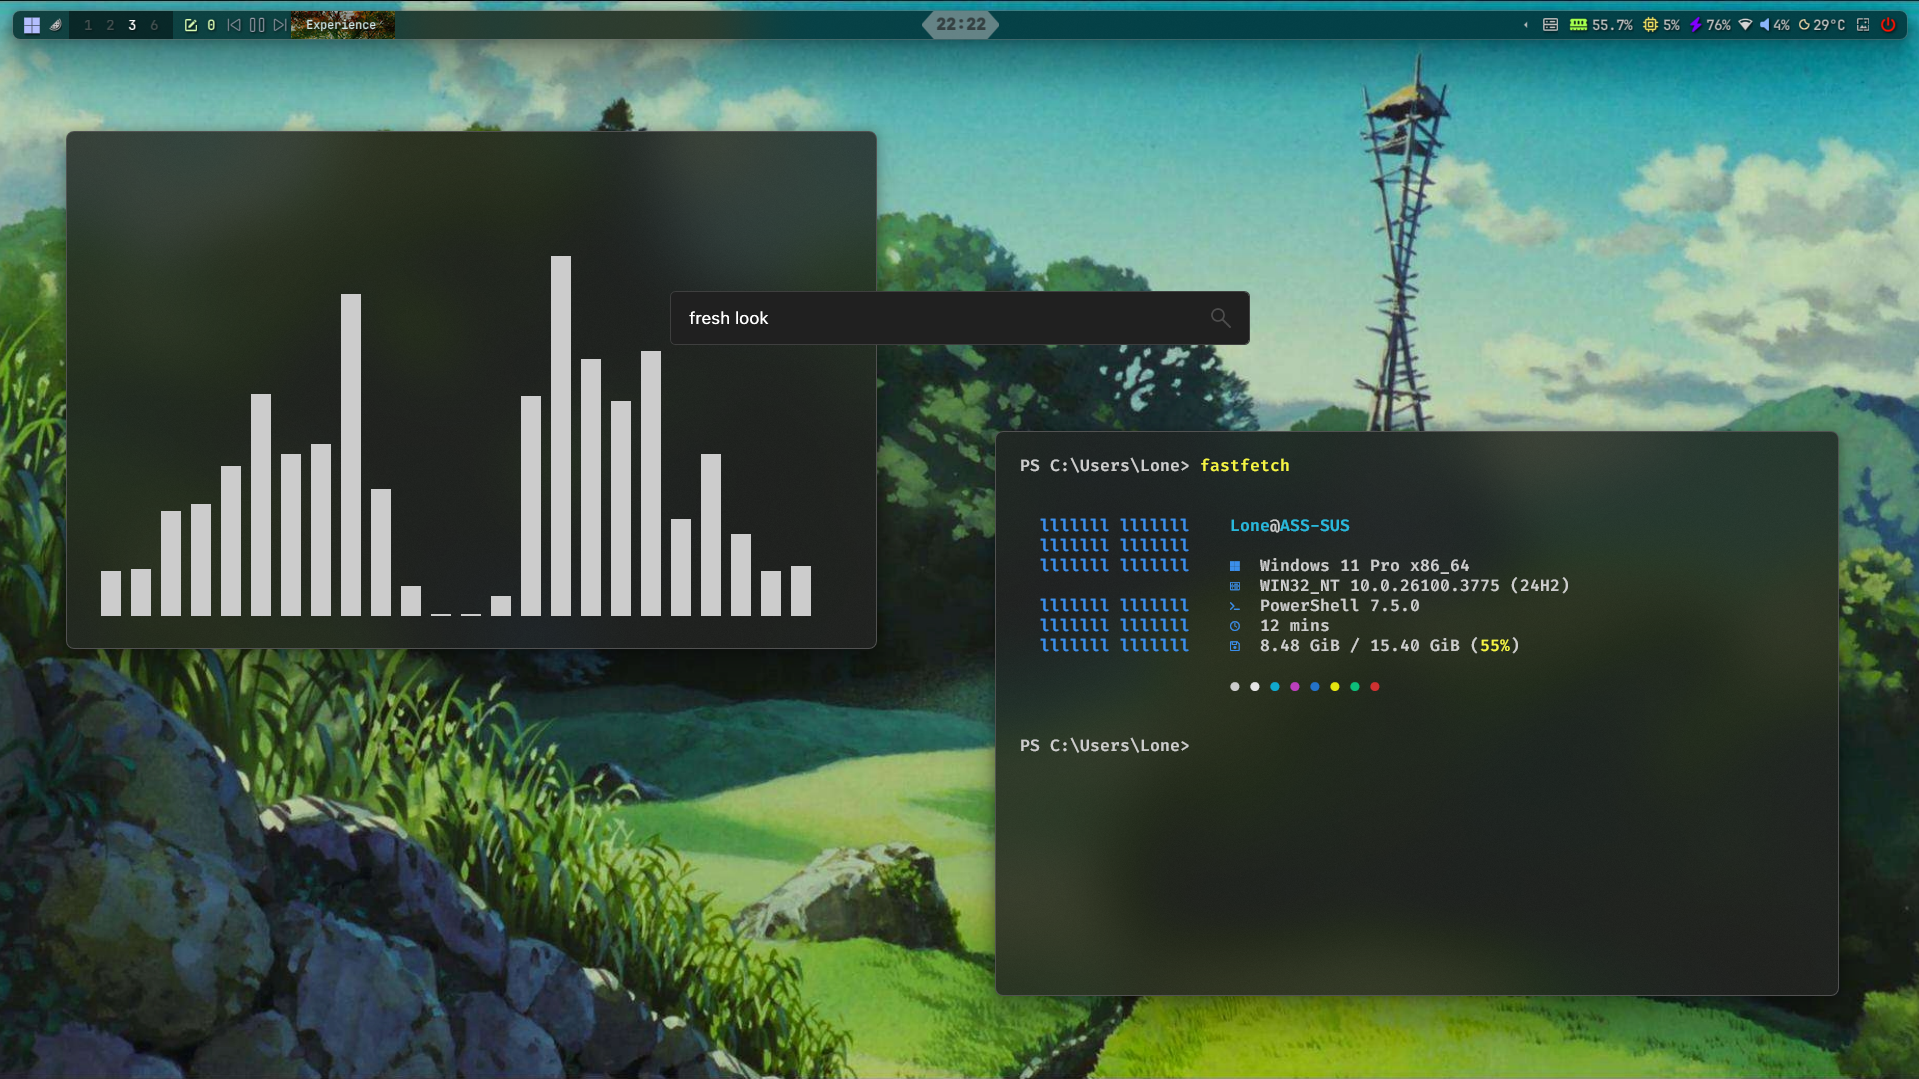 1 2 3 6 0 Experience 22:22 55.7% 5% 76% 4% 29°C
fresh look
PS C:\Users\Lone> fastfetch
lllllll lllllll Lone@ASS-SUS
lllllll lllllll
lllllll lllllll Windows 11 Pro x86_64
WIN32_NT 10.0.26100.3775 (24H2)
lllllll lllllll PowerShell 7.5.0
lllllll lllllll 12 mins
lllllll lllllll 8.48 GiB / 15.40 GiB (55%)
PS C:\Users\Lone>